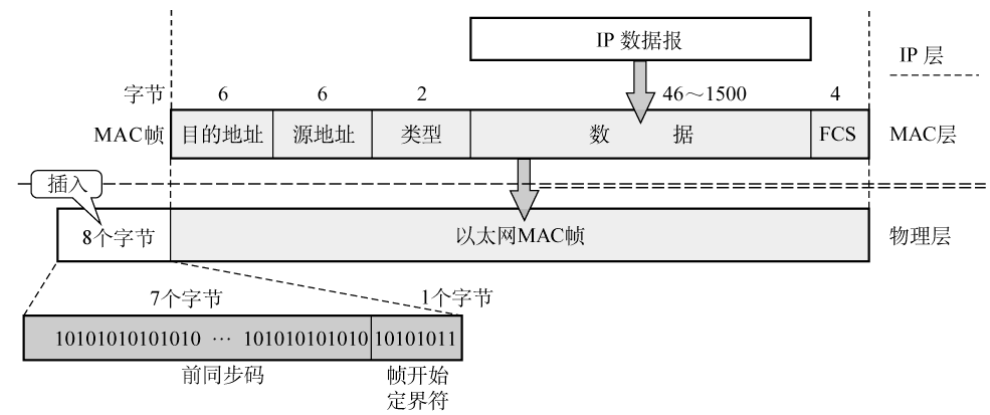 IP 数据报
IP 层
字节 6 6 2 46～1500 4
MAC帧 目的地址 源地址 类型 数 据 FCS MAC层
插入
8个字节 以太网MAC帧 物理层
7个字节 1个字节
10101010101010 … 101010101010 10101011
前同步码 帧开始
定界符